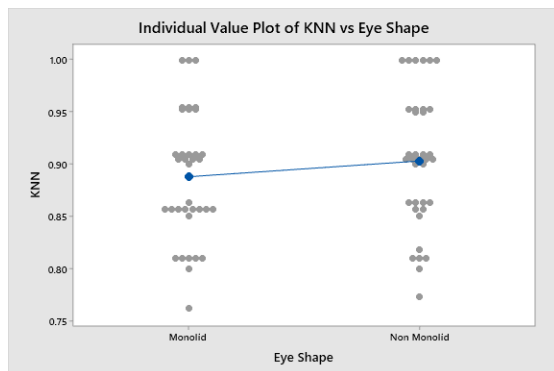 Individual Value Plot of KNN vs Eye Shape
1.00
0.95
0.90
0.85
0.80
0.75
KNN
Monolid
Non Monolid
Eye Shape